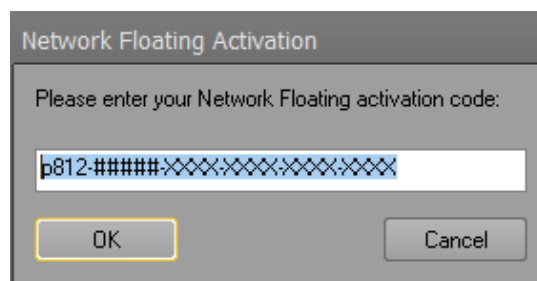 Network Floating Activation
Please enter your Network Floating activation code:
p812-#####-XXXX-XXXX-XXXX-XXXX
OK
Cancel